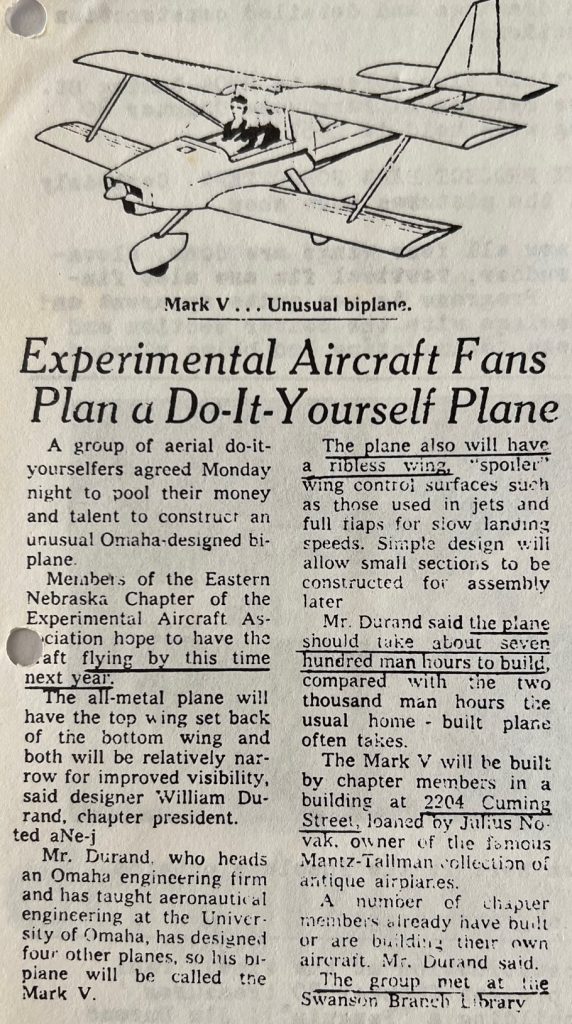 Mark V . . . Unusual biplane.
Experimental Aircraft Fans
Plan a Do-It-Yourself Plane
A group of aerial do-it-
yourselfers agreed Monday
night to pool their money
and talent to construct an
unusual Omaha-designed bi-
plane.
Members of the Eastern
Nebraska Chapter of the
Experimental Aircraft As-
ciation hope to have the
raft flying by this time
next year.
The all-metal plane will
have the top wing set back
of the bottom wing and
both will be relatively nar-
row for improved visibility,
said designer William Du-
rand, chapter president.
ted aNe-j
Mr. Durand, who heads
an Omaha engineering firm
and has taught aeronautical
engineering at the Univer-
sity of Omaha, has designed
four other planes, so his bi-
plane will be called the
Mark V.
The plane also will have
a ribless wing, "spoiler"
wing control surfaces such
as those used in jets and
full flaps for slow landing
speeds. Simple design will
allow small sections to be
constructed for assembly
later
Mr. Durand said the plane
should take about seven
hundred man hours to build,
compared with the two
thousand man hours the
usual home - built plane
often takes.
The Mark V will be built
by chapter members in a
building at 2204 Cuming
Street, loaned by Julius No-
vak, owner of the famous
Mantz-Tallman collection of
antique airplanes.
A number of chapter
members already have built
or are building their own
aircraft, Mr. Durand said.
The group met at the
Swanson Branch Library